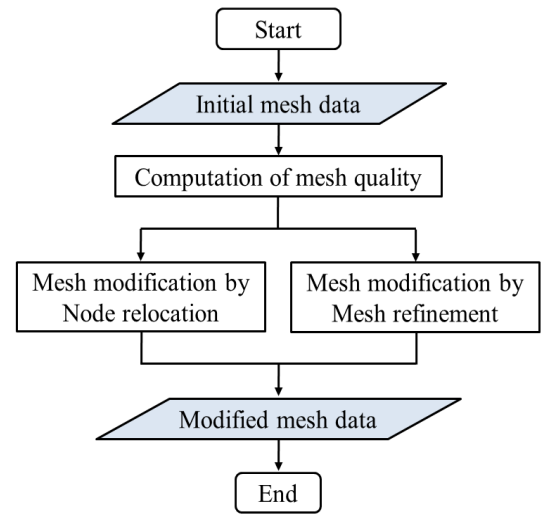 Start
Initial mesh data
Computation of mesh quality
Mesh modification by
Node relocation
Mesh modification by
Mesh refinement
Modified mesh data
End